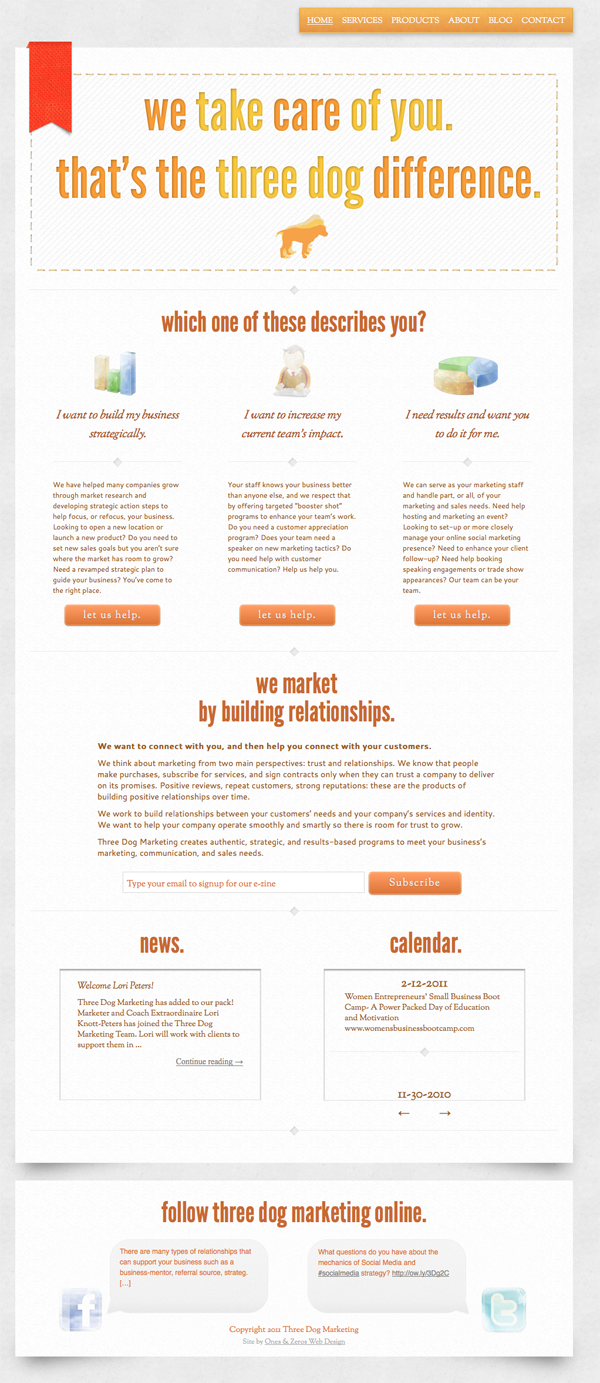 HOME SERVICES PRODUCTS ABOUT BLOG CONTACT
we take care of you.
that's the three dog difference.
which one of these describes you?
I want to build my business
strategically.
We have helped many companies grow
through market research and
developing strategic action steps to
help focus, or refocus, your business.
Looking to open a new location or
launch a new product? Do you need to
set new sales goals but you aren't sure
where the market has room to grow?
Need a revamped strategic plan to
guide your business? You've come to
the right place.
let us help.
I want to increase my
current team's impact.
Your staff knows your business better
than anyone else, and we respect that
by offering targeted "booster shot"
programs to enhance your team's work.
Do you need a customer appreciation
program? Does your team need a
speaker on new marketing tactics? Do
you need help with customer
communication? Help us help you.
let us help.
I need results and want you
to do it for me.
We can serve as your marketing staff
and handle part, or all, of your
marketing and sales needs. Need help
hosting and marketing an event?
Looking to set-up or more closely
manage your online social marketing
presence? Need to enhance your client
follow-up? Need help booking
speaking engagements or trade show
appearances? Our team can be your
team.
let us help.
we market
by building relationships.
We want to connect with you, and then help you connect with your customers.
We think about marketing from two main perspectives: trust and relationships. We know that people
make purchases, subscribe for services, and sign contracts only when they can trust a company to deliver
on its promises. Positive reviews, repeat customers, strong reputations: these are the products of
building positive relationships over time.
We work to build relationships between your customers' needs and your company's services and identity.
We want to help your company operate smoothly and smartly so there is room for trust to grow.
Three Dog Marketing creates authentic, strategic, and results-based programs to meet your business's
marketing, communication, and sales needs.
Type your email to signup for our e-zine
Subscribe
news.
Welcome Lori Peters!
Three Dog Marketing has added to our pack!
Marketer and Coach Extraordinaire Lori
Knott-Peters has joined the Three Dog
Marketing Team. Lori will work with clients to
support them in ...
Continue reading →
calendar.
2-12-2011
Women Entrepreneurs' Small Business Boot
Camp- A Power Packed Day of Education
and Motivation
www.womensbusinessbootcamp.com
11-30-2010
← →
follow three dog marketing online.
There are many types of relationships that
can support your business such as a
business-mentor, referral source, strateg.
[...]
f
What questions do you have about the
mechanics of Social Media and
#socialmedia strategy? http://ow.ly/3Dg2C
t
Copyright 2011 Three Dog Marketing
Site by Ones & Zeros Web Design